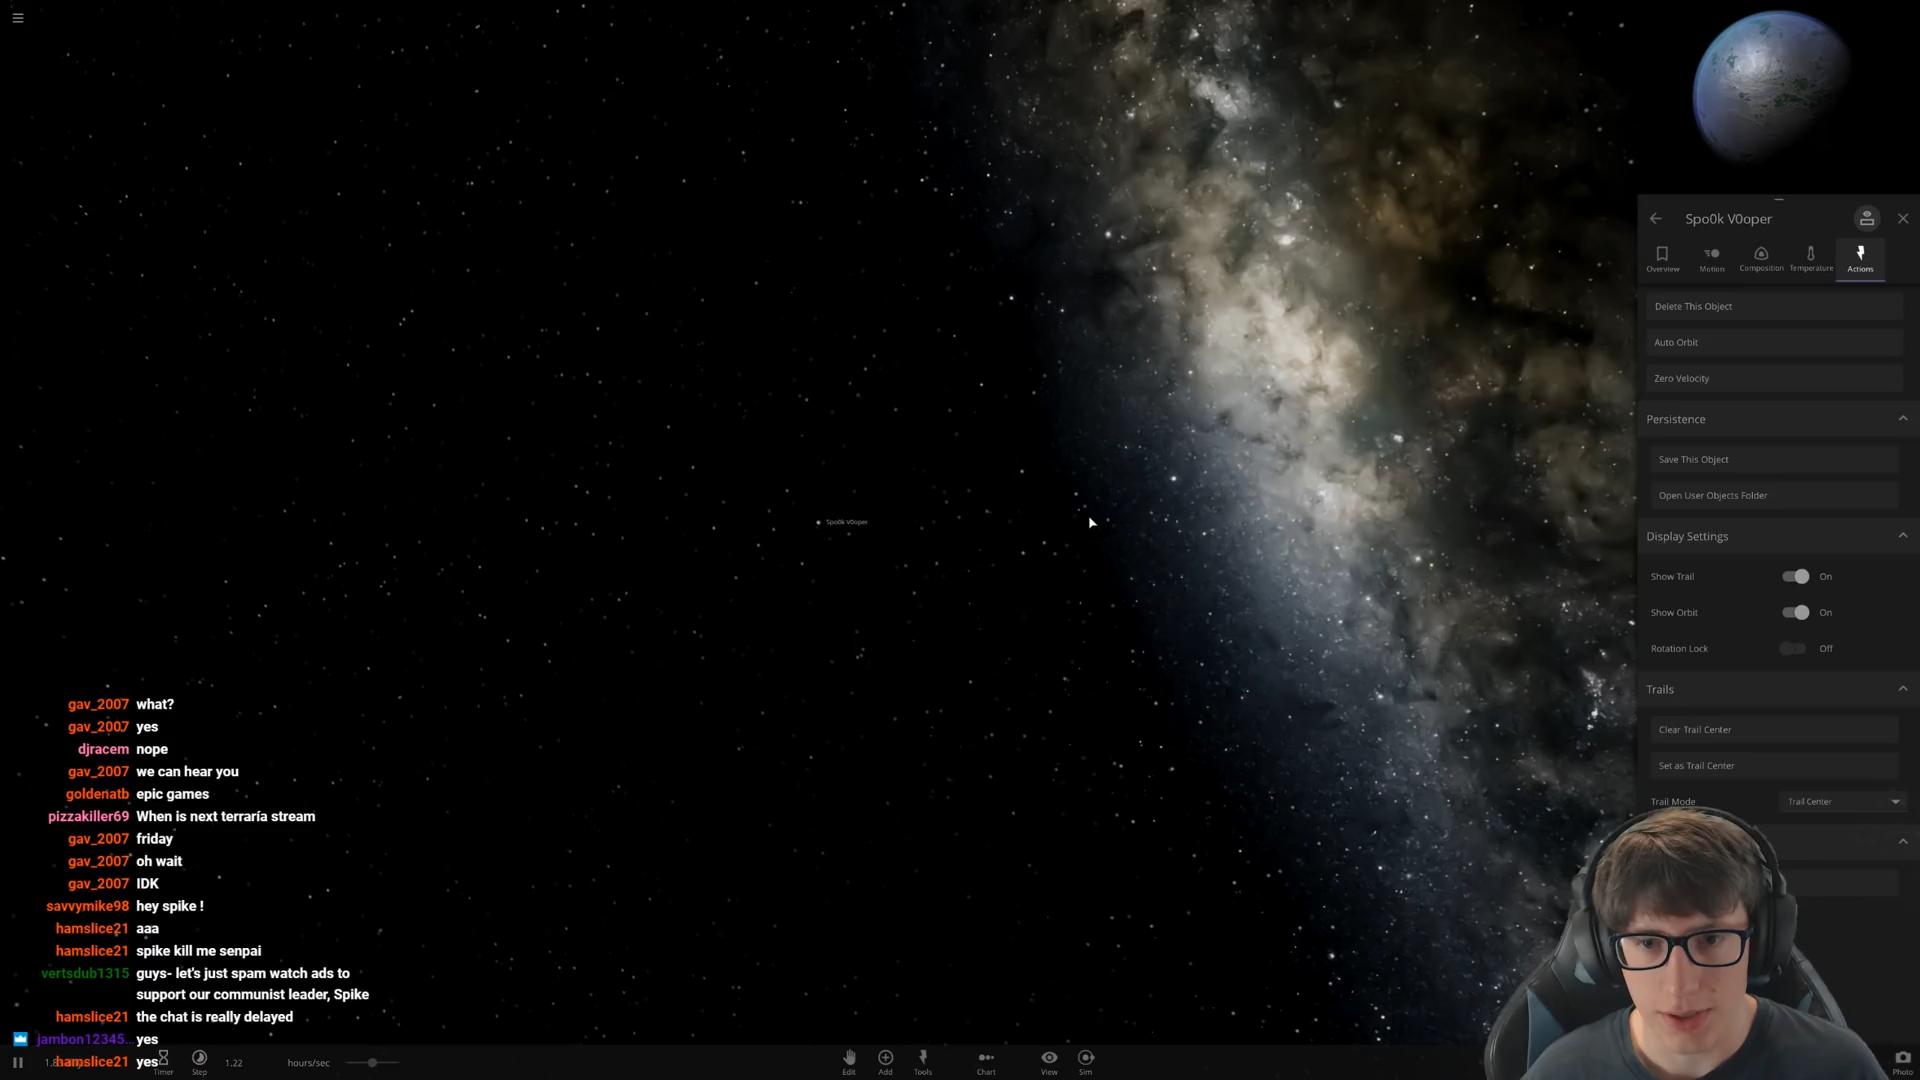 Spo0k V0oper
Overview
Motion
Composition
Temperature
Actions
Delete This Object
Auto Orbit
Zero Velocity
Persistence
Save This Object
Open User Objects Folder
Spo0k V0oper
Display Settings
Show Trail On
Show Orbit On
Rotation Lock Off
Trails
Clear Trail Center
Set as Trail Center
Trail Mode Trail Center
gav_2007 what?
gav_2007 yes
djracem nope
gav_2007 we can hear you
goldenatb epic games
pizzakiller69 When is next terraría stream
gav_2007 friday
gav_2007 oh wait
gav_2007 IDK
savvymike98 hey spike !
hamslice21 aaa
hamslice21 spike kill me senpai
vertsdub1315 guys- let's just spam watch ads to
support our communist leader, Spike
hamslice21 the chat is really delayed
jambon12345... yes
hamslice21 yes
Timer
Step
1.22
hours/sec
Edit
Add
Tools
Chart
View
Sim
Photo